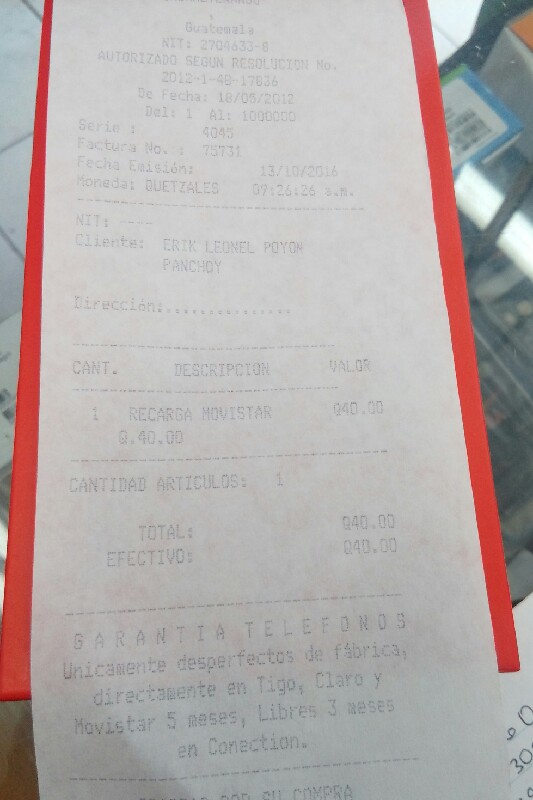 Guatemala
NIT: 2704633-8
AUTORIZADO SEGUN RESOLUCION No.
2012-1-48-17836
De Fecha: 18/05/2012
Del: 1 Al: 1000000
Serie : 4045
Factura No. : 75731
Fecha Emisión: 13/10/2016
Moneda: QUETZALES 09:26:26 a.m.
NIT: ----
Cliente: ERIK LEONEL POYON
PANCHOY
Dirección:...............
CANT. DESCRIPCION VALOR
1 RECARGA MOVISTAR Q40.00
Q.40.00
CANTIDAD ARTICULOS: 1
TOTAL: Q40.00
EFECTIVO: Q40.00
GARANTIA TELEFONOS
Unicamente desperfectos de fábrica,
directamente en Tigo, Claro y
Movistar 5 meses, Libres 3 meses
en Conection.
POR SU COMPRA